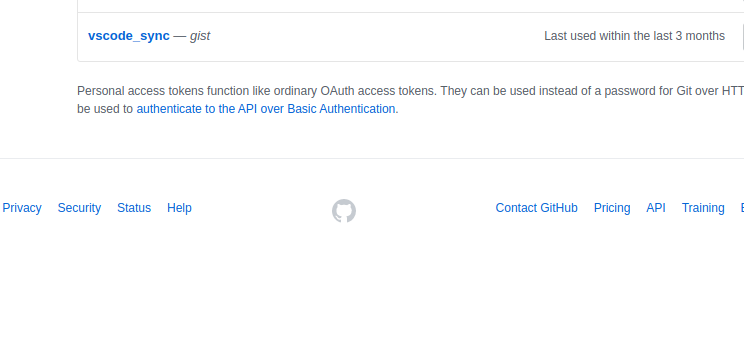 vscode_sync — gist Last used within the last 3 months
Personal access tokens function like ordinary OAuth access tokens. They can be used instead of a password for Git over HTT
be used to authenticate to the API over Basic Authentication.
Privacy Security Status Help Contact GitHub Pricing API Training